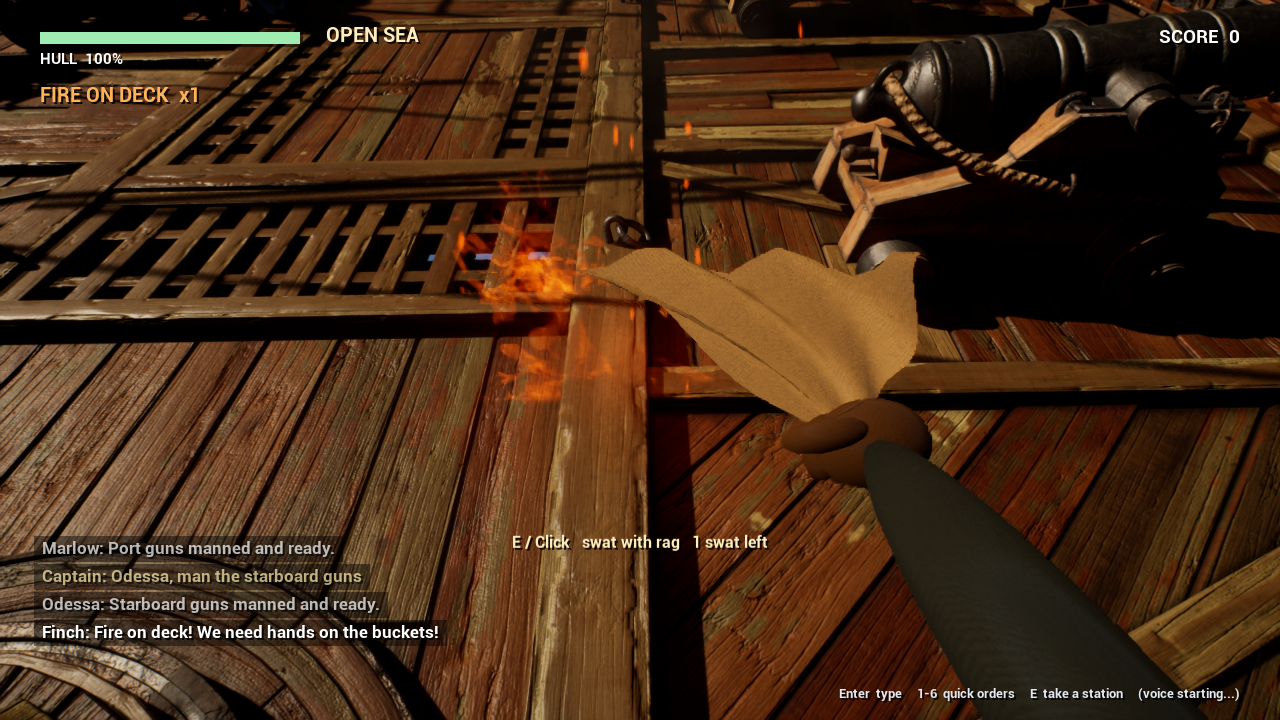 OPEN SEA
SCORE 0
HULL 100%
FIRE ON DECK x1
E / Click swat with rag 1 swat left
Marlow: Port guns manned and ready.
Captain: Odessa, man the starboard guns
Odessa: Starboard guns manned and ready.
Finch: Fire on deck! We need hands on the buckets!
Enter type 1-6 quick orders E take a station (voice starting...)